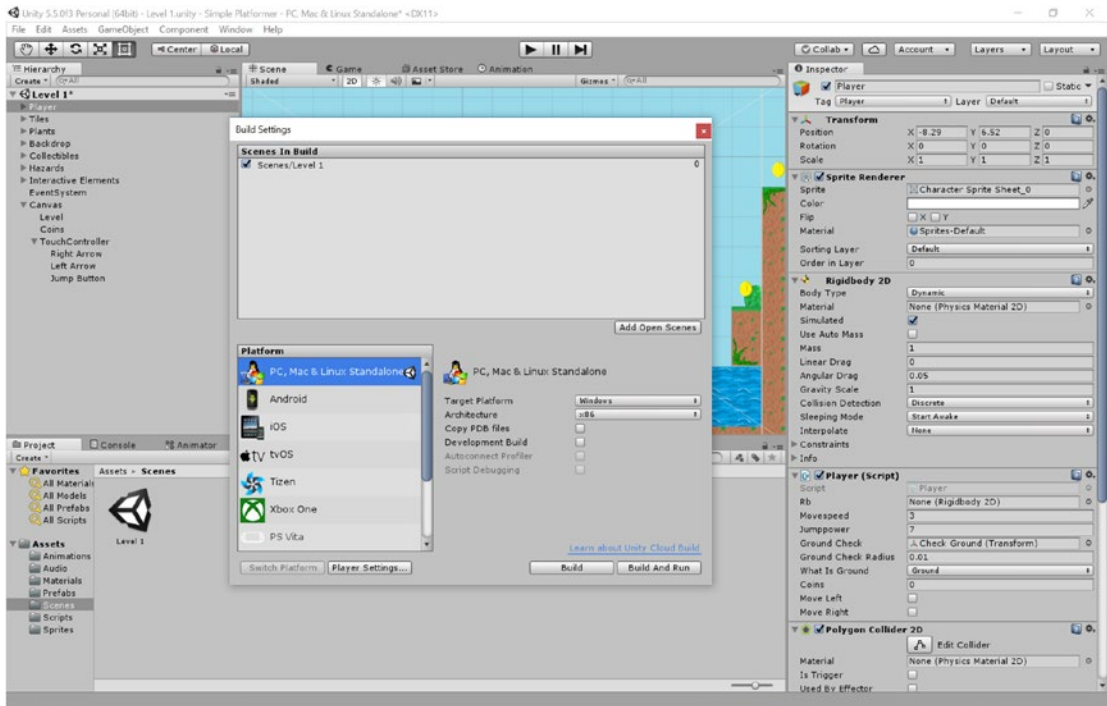 Unity 5.5.0f3 Personal (64bit) - Level 1.unity - Simple Platformer - PC, Mac & Linux Standalone* <DX11>
File Edit Assets GameObject Component Window Help
Center Local
Collab Account Layers Layout
Hierarchy
Create
Level 1*
Player
Tiles
Plants
Backdrop
Collectibles
Hazards
Interactive Elements
EventSystem
Canvas
Level
Coins
TouchController
Right Arrow
Left Arrow
Jump Button
Scene Game Asset Store Animation
Shaded 2D Gizmos
Build Settings
Scenes In Build
Scenes/Level 1 0
Add Open Scenes
Platform
PC, Mac & Linux Standalone
Android
iOS
tvOS
Tizen
Xbox One
PS Vita
PC, Mac & Linux Standalone
Target Platform Windows
Architecture x86
Copy PDB files
Development Build
Autoconnect Profiler
Script Debugging
Learn about Unity Cloud Build
Switch Platform Player Settings... Build Build And Run
Project Console Animator
Create
Favorites
All Material
All Models
All Prefabs
All Scripts
Assets
Animations
Audio
Materials
Prefabs
Scenes
Scripts
Sprites
Assets Scenes
Level 1
Inspector
Player Static
Tag Player Layer Default
Transform
Position X -8.29 Y 6.52 Z 0
Rotation X 0 Y 0 Z 0
Scale X 1 Y 1 Z 1
Sprite Renderer
Sprite Character Sprite Sheet_0
Color
Flip X Y
Material Sprites-Default
Sorting Layer Default
Order in Layer 0
Rigidbody 2D
Body Type Dynamic
Material None (Physics Material 2D)
Simulated
Use Auto Mass
Mass 1
Linear Drag 0
Angular Drag 0.05
Gravity Scale 1
Collision Detection Discrete
Sleeping Mode Start Awake
Interpolate None
Constraints
Info
Player (Script)
Script Player
Rb None (Rigidbody 2D)
Movespeed 3
Jumppower 7
Ground Check Check Ground (Transform)
Ground Check Radius 0.01
What Is Ground Ground
Coins 0
Move Left
Move Right
Polygon Collider 2D
Edit Collider
Material None (Physics Material 2D)
Is Trigger
Used By Effector